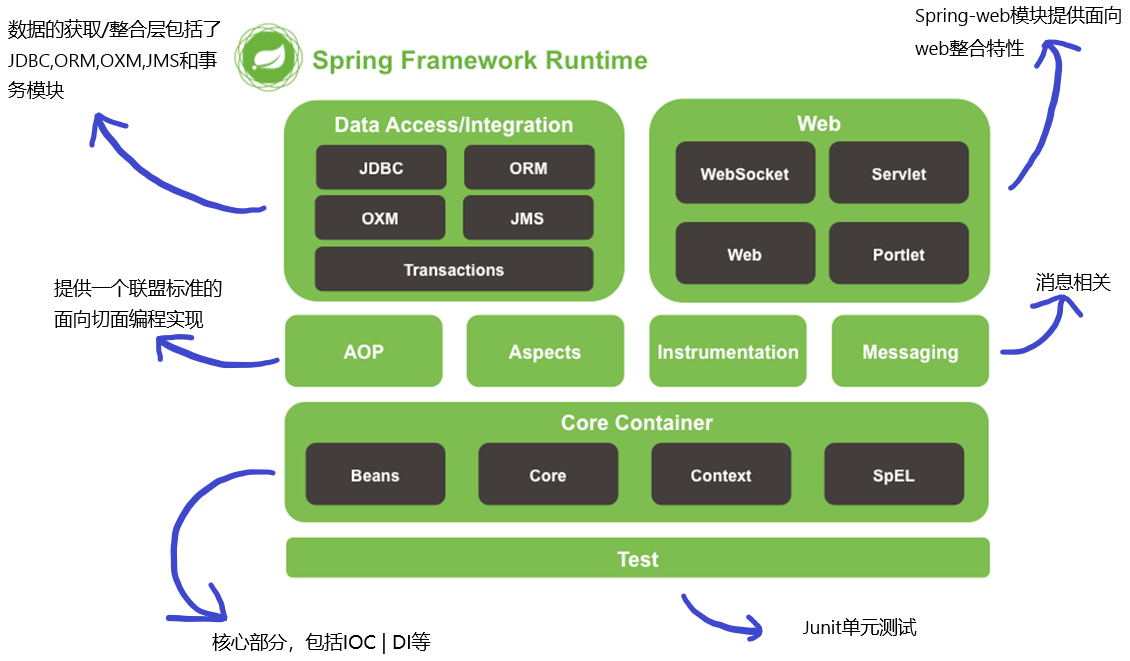 数据的获取/整合层包括了
JDBC,ORM,OXM,JMS和事
务模块
Spring Framework Runtime
Spring-web模块提供面向
web整合特性
Data Access/Integration
JDBC
ORM
OXM
JMS
Transactions
Web
WebSocket
Servlet
Web
Portlet
提供一个联盟标准的
面向切面编程实现
消息相关
AOP
Aspects
Instrumentation
Messaging
Core Container
Beans
Core
Context
SpEL
Test
核心部分，包括IOC | DI等
Junit单元测试